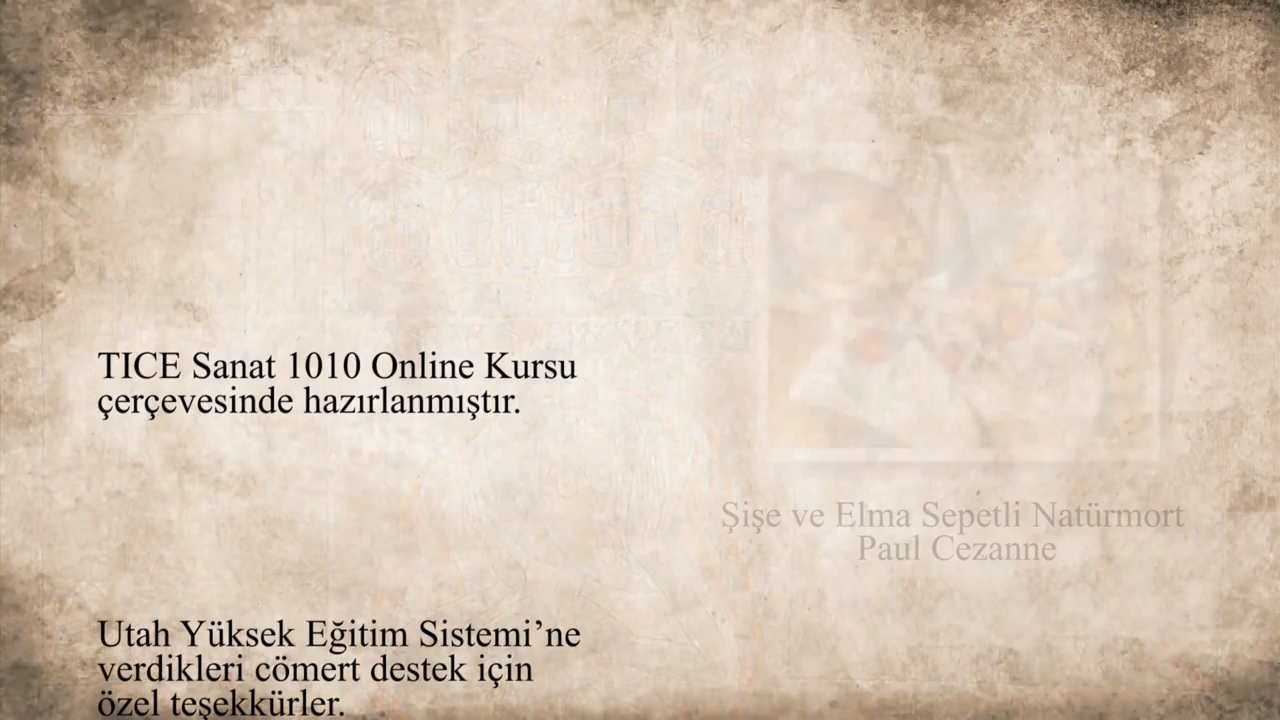 TICE Sanat 1010 Online Kursu
çerçevesinde hazırlanmıştır.
Şişe ve Elma Sepetli Natürmort
Paul Cezanne
Utah Yüksek Eğitim Sistemi’ne
verdikleri cömert destek için
özel teşekkürler.